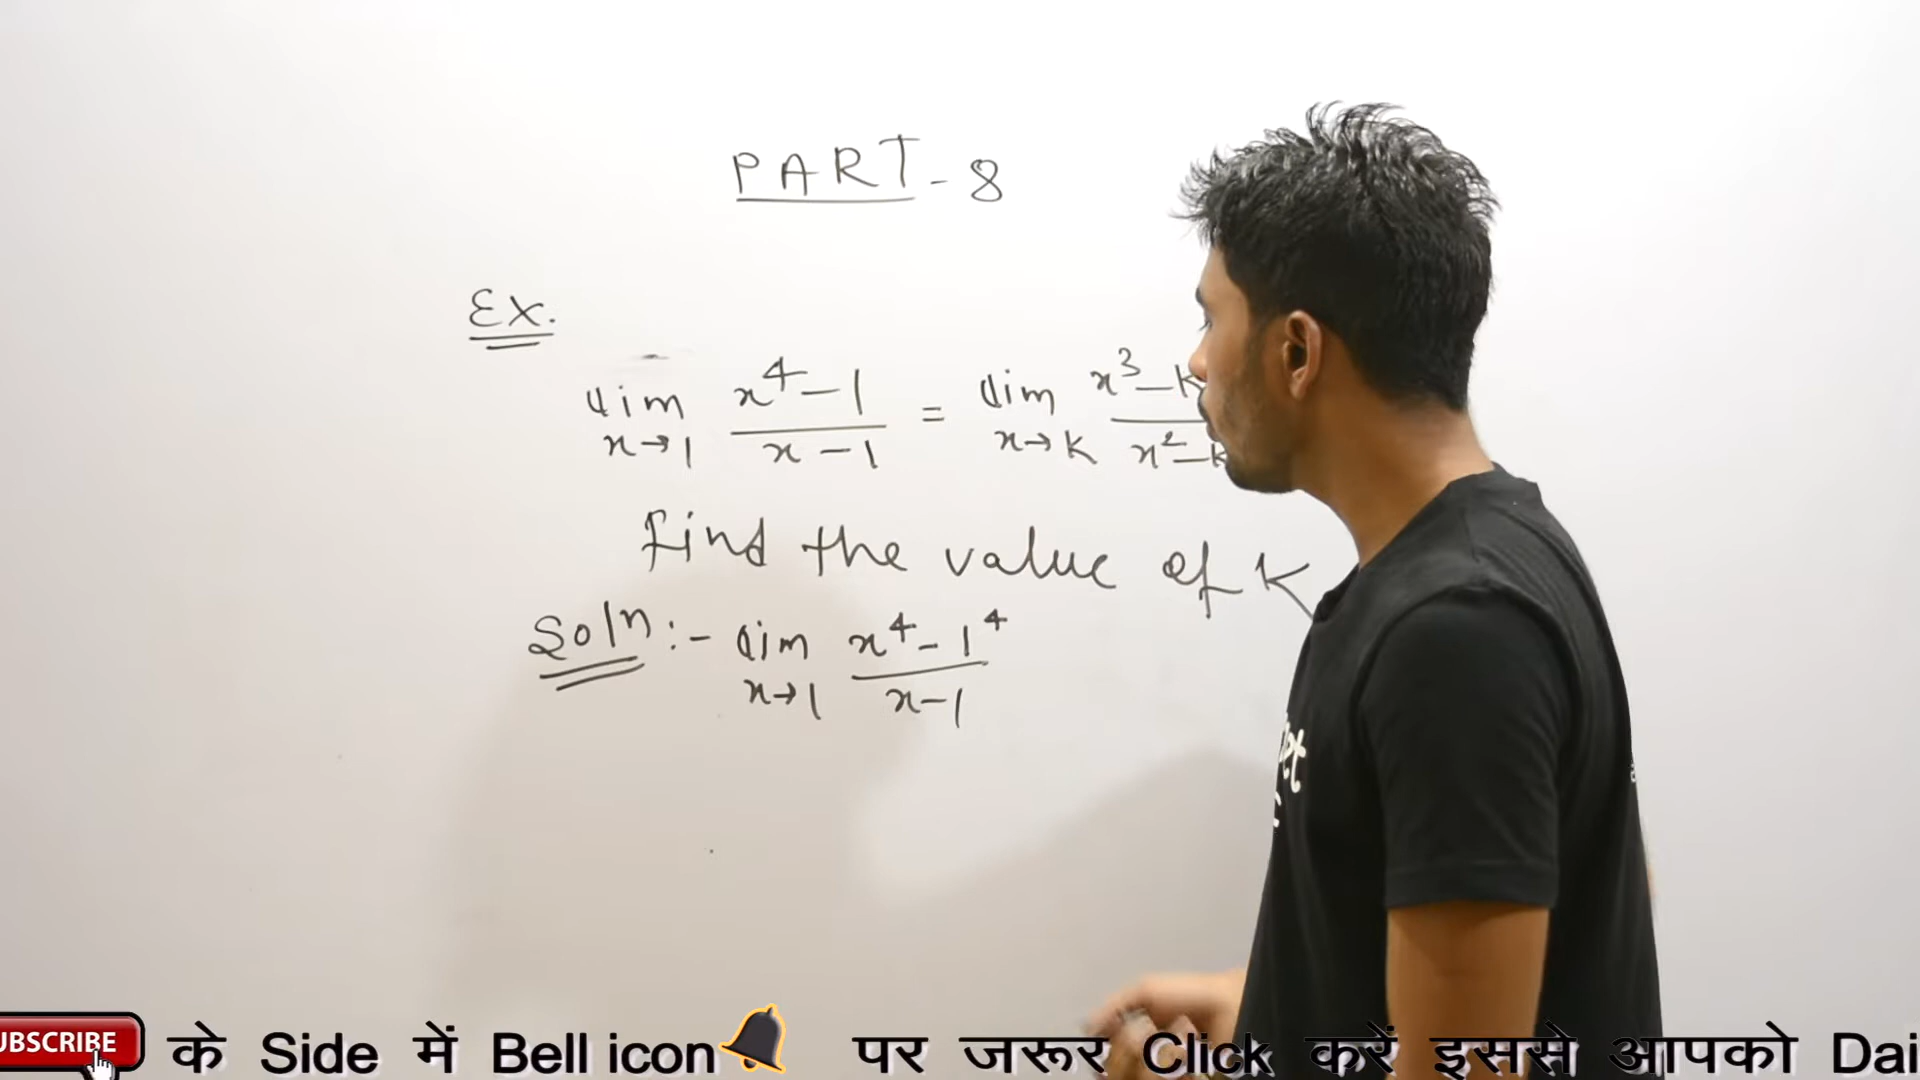 PART-8
Ex.
lim x→1 x⁴-1/x-1 = lim x→k x³-k/x²-k
find the value of K
Soln:- lim x→1 x⁴-1⁴/x-1
UBSCRIBE के Side में Bell icon पर जरूर Click करें इससे आपको Dai